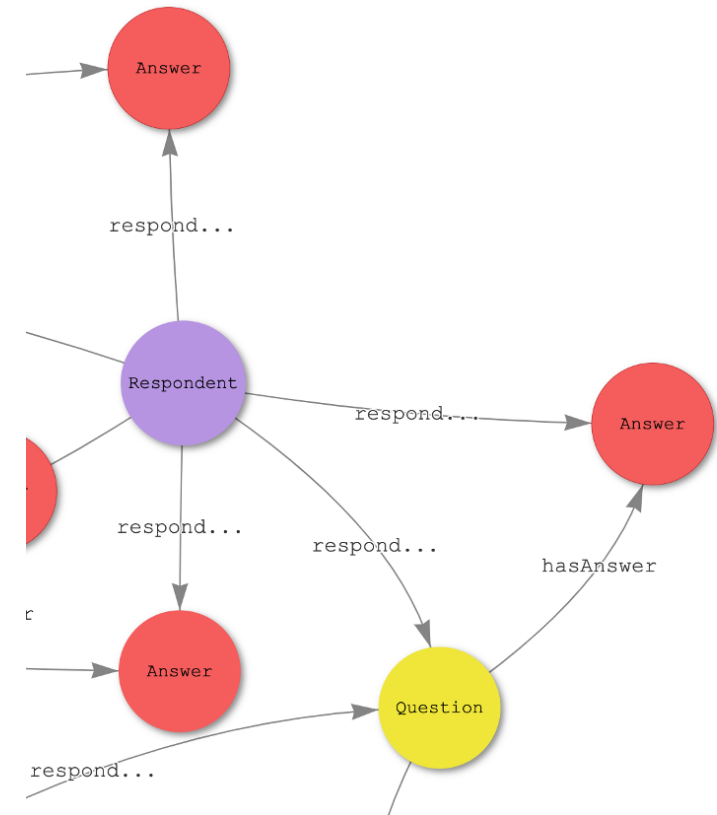 Answer
respond...
Respondent
respond...
Answer
respond...
respond...
hasAnswer
r
Answer
Question
respond...